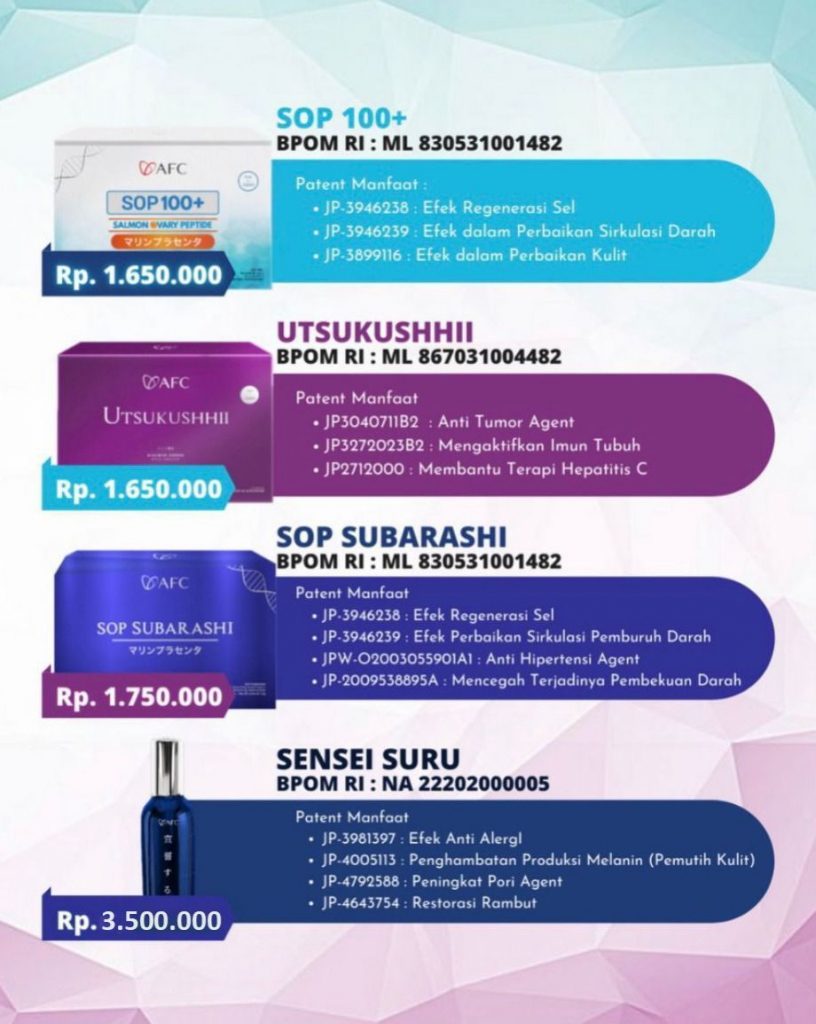 SOP 100+
BPOM RI : ML 830531001482
AFC
SOP100+
SALMON OVARY PEPTIDE
マリンプラセンタ
Rp. 1.650.000
Patent Manfaat :
• JP-3946238 : Efek Regenerasi Sel
• JP-3946239 : Efek dalam Perbaikan Sirkulasi Darah
• JP-3899116 : Efek dalam Perbaikan Kulit
UTSUKUSHHII
BPOM RI : ML 867031004482
AFC
UTSUKUSHHII
Rp. 1.650.000
Patent Manfaat
• JP3040711B2 : Anti Tumor Agent
• JP3272023B2 : Mengaktifkan Imun Tubuh
• JP2712000 : Membantu Terapi Hepatitis C
SOP SUBARASHI
BPOM RI : ML 830531001482
AFC
SOP SUBARASHI
マリンプラセンタ
Rp. 1.750.000
Patent Manfaat
• JP-3946238 : Efek Regenerasi Sel
• JP-3946239 : Efek Perbaikan Sirkulasi Pemburuh Darah
• JPW-O2003055901A1 : Anti Hipertensi Agent
• JP-2009538895A : Mencegah Terjadinya Pembekuan Darah
SENSEI SURU
BPOM RI : NA 22202000005
AFC
する
Rp. 3.500.000
Patent Manfaat
• JP-3981397 : Efek Anti Alergl
• JP-4005113 : Penghambatan Produksi Melanin (Pemutih Kulit)
• JP-4792588 : Peningkat Pori Agent
• JP-4643754 : Restorasi Rambut